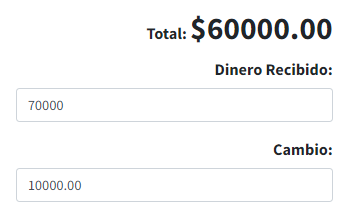 Total: $60000.00
Dinero Recibido:
70000
Cambio:
10000.00